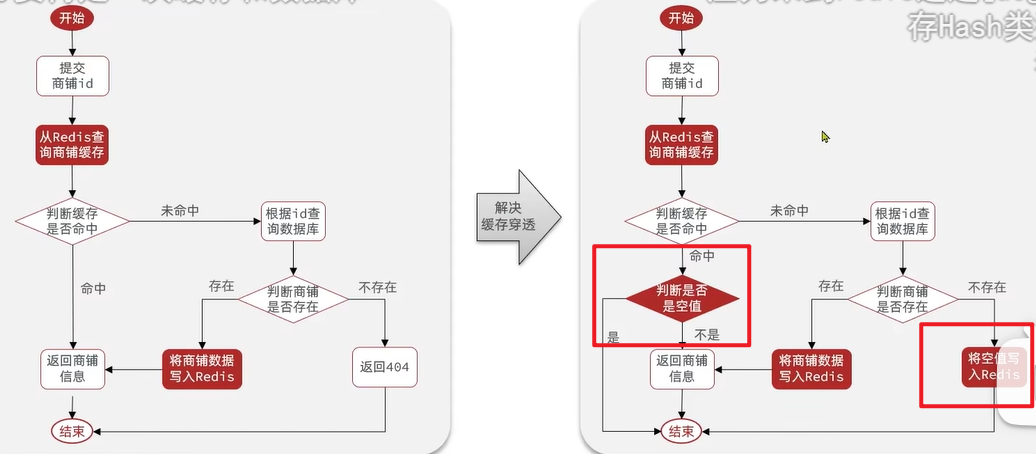 存Hash类
开始
提交
商铺id
从Redis查
询商铺缓存
判断缓存
是否命中
未命中
根据id查
询数据库
命中
存在
判断商铺
是否存在
不存在
返回商铺
信息
将商铺数据
写入Redis
返回404
结束
解决
缓存穿透
开始
提交
商铺id
从Redis查
询商铺缓存
判断缓存
是否命中
未命中
根据id查
询数据库
命中
判断是否
是空值
是
不是
存在
判断商铺
是否存在
不存在
返回商铺
信息
将商铺数据
写入Redis
将空值写
入Redis
结束